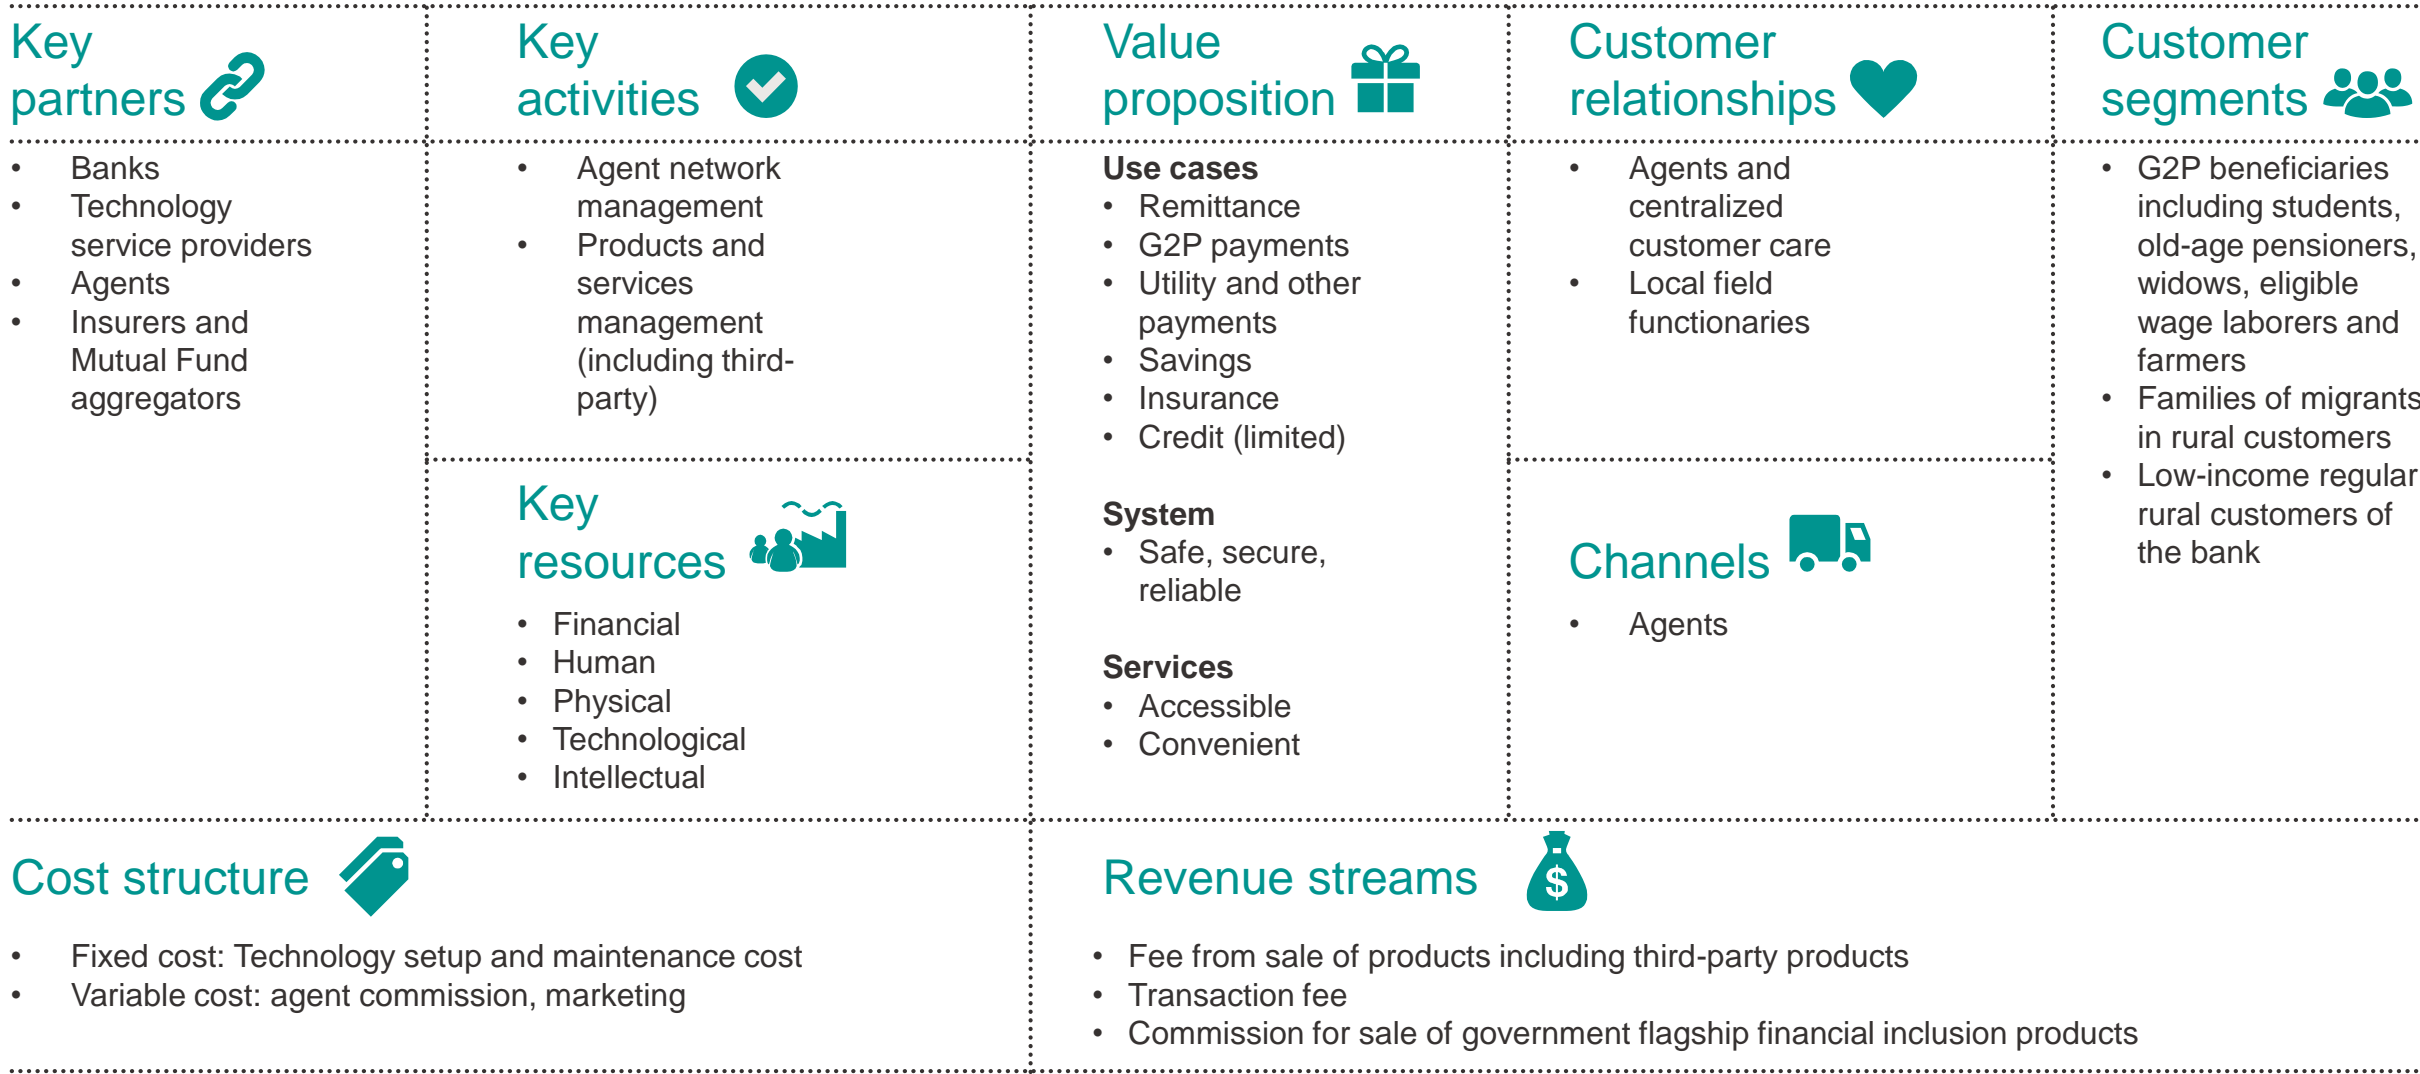 Key
partners
• Banks
• Technology
service providers
• Agents
• Insurers and
Mutual Fund
aggregators
Key
activities
• Agent network
management
• Products and
services
management
(including third-
party)
Key
resources
• Financial
• Human
• Physical
• Technological
• Intellectual
Value
proposition
Use cases
• Remittance
• G2P payments
• Utility and other
payments
• Savings
• Insurance
• Credit (limited)
System
• Safe, secure,
reliable
Services
• Accessible
• Convenient
Customer
relationships
• Agents and
centralized
customer care
• Local field
functionaries
Channels
• Agents
Customer
segments
• G2P beneficiaries
including students,
old-age pensioners,
widows, eligible
wage laborers and
farmers
• Families of migrants
in rural customers
• Low-income regular
rural customers of
the bank
Cost structure
• Fixed cost: Technology setup and maintenance cost
• Variable cost: agent commission, marketing
Revenue streams
$
• Fee from sale of products including third-party products
• Transaction fee
• Commission for sale of government flagship financial inclusion products